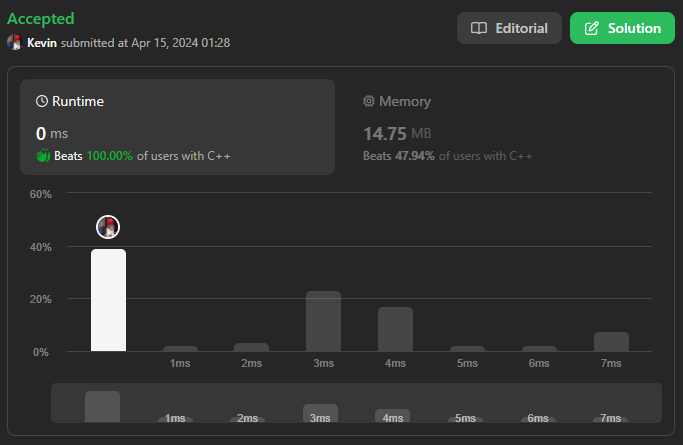 Accepted
Kevin submitted at Apr 15, 2024 01:28
Editorial
Solution
Runtime
0 ms
Beats 100.00% of users with C++
Memory
14.75 MB
Beats 47.94% of users with C++
60%
40%
20%
0%
1ms 2ms 3ms 4ms 5ms 6ms 7ms
1ms 2ms 3ms 4ms 5ms 6ms 7ms